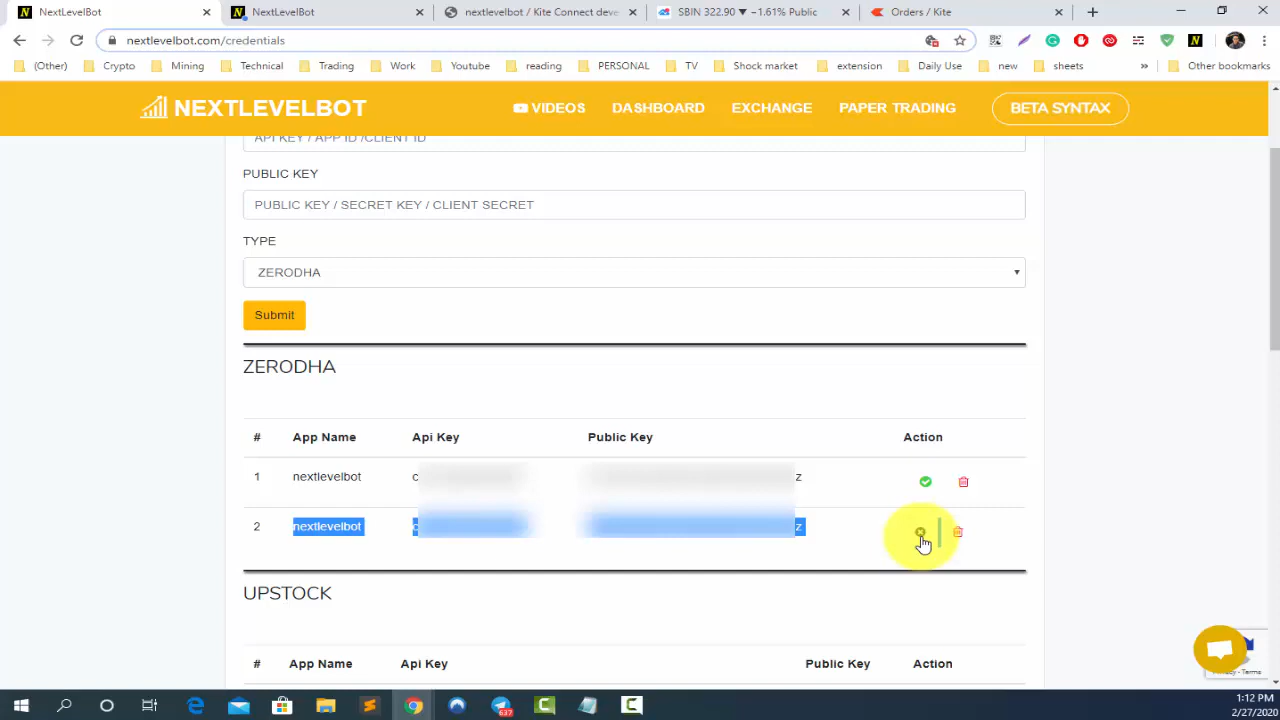 NextLevelBot
NextLevelBot
nextlevelbot / Kite Connect deve
SBIN 322.90 ▼ −1.61% Public
Orders / Kite
nextlevelbot.com/credentials
(Other)
Crypto
Mining
Technical
Trading
Work
Youtube
reading
PERSONAL
TV
Shock market
extension
Daily Use
new
sheets
»
Other bookmarks
NEXTLEVELBOT
VIDEOS
DASHBOARD
EXCHANGE
PAPER TRADING
BETA SYNTAX
API KEY / APP ID /CLIENT ID
PUBLIC KEY
PUBLIC KEY / SECRET KEY / CLIENT SECRET
TYPE
ZERODHA
Submit
ZERODHA
# App Name Api Key Public Key Action
1 nextlevelbot c z
2 nextlevelbot c z
UPSTOCK
# App Name Api Key Public Key Action
Privacy - Terms
637
1:12 PM
2/27/2020